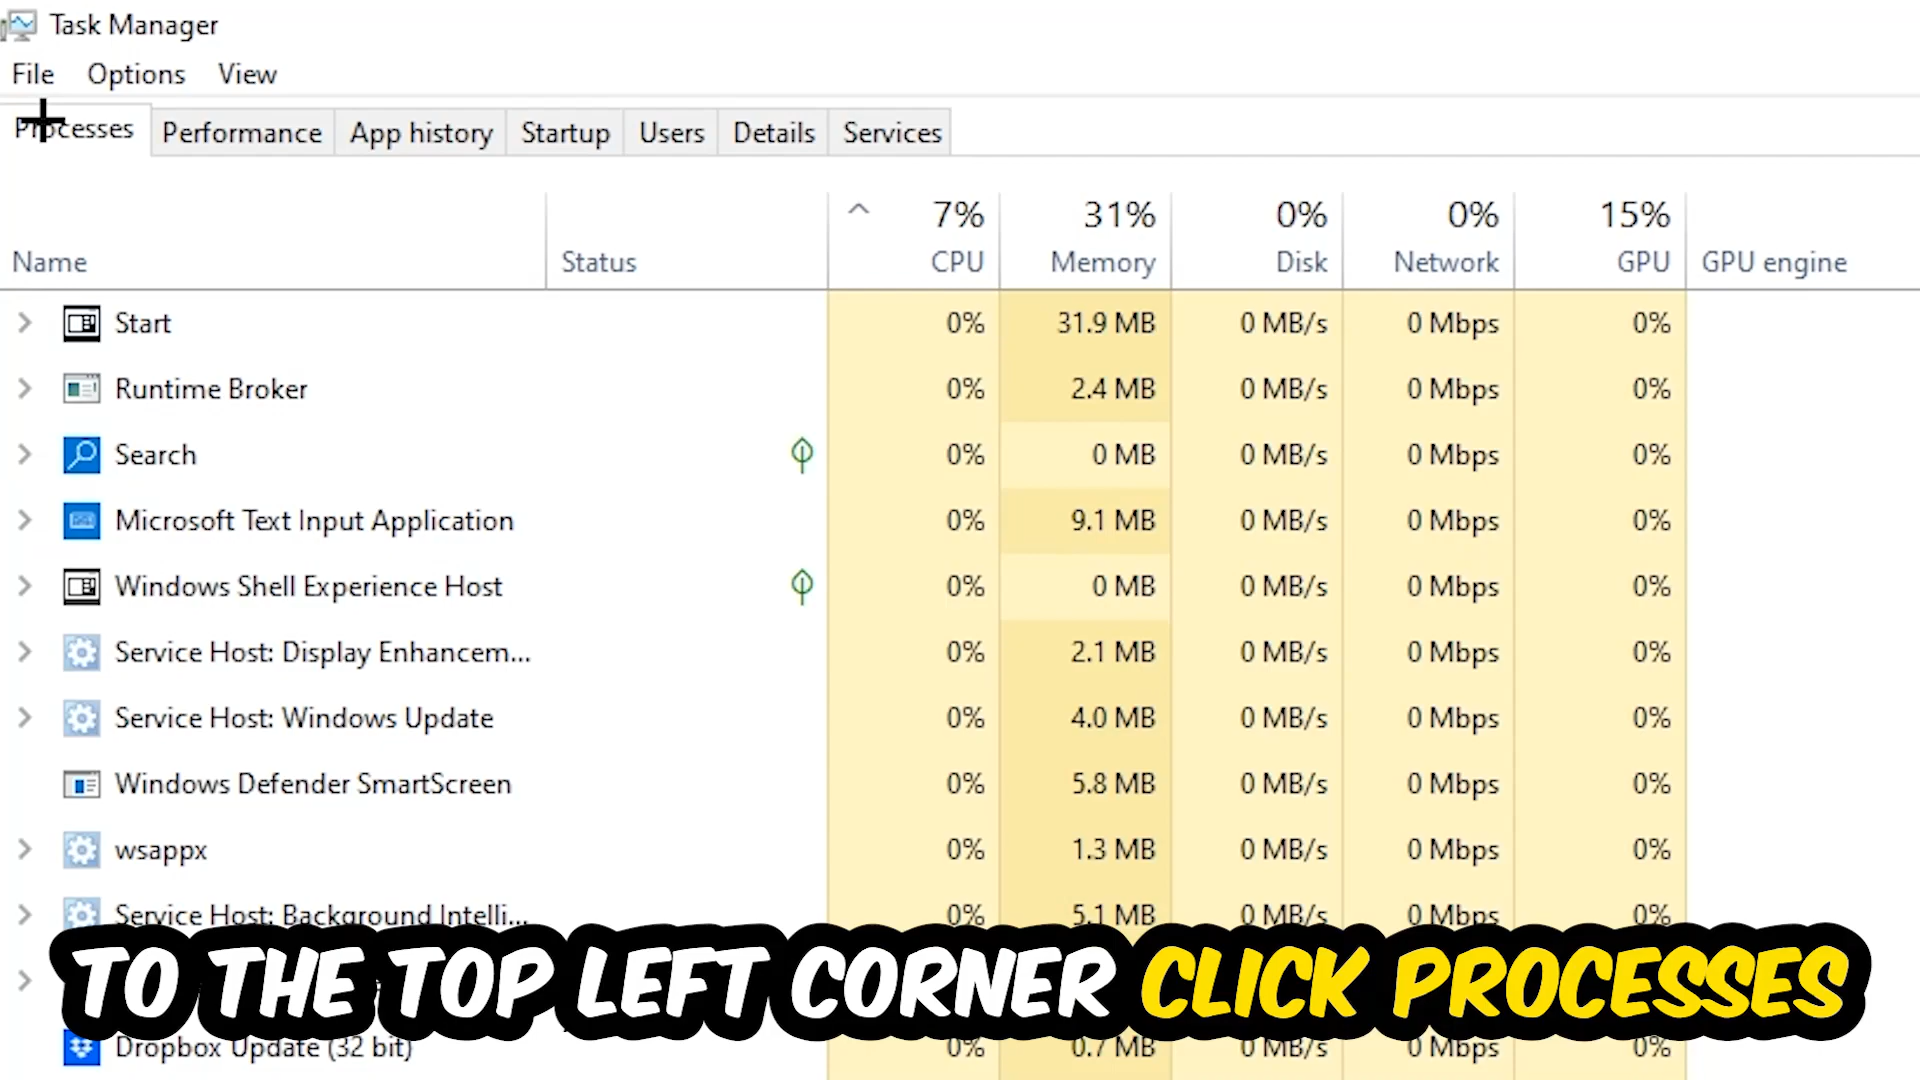 Task Manager
File Options View
Processes Performance App history Startup Users Details Services
7% 31% 0% 0% 15%
Name Status CPU Memory Disk Network GPU GPU engine
Start 0% 31.9 MB 0 MB/s 0 Mbps 0%
Runtime Broker 0% 2.4 MB 0 MB/s 0 Mbps 0%
Search 0% 0 MB 0 MB/s 0 Mbps 0%
Microsoft Text Input Application 0% 9.1 MB 0 MB/s 0 Mbps 0%
Windows Shell Experience Host 0% 0 MB 0 MB/s 0 Mbps 0%
Service Host: Display Enhancem... 0% 2.1 MB 0 MB/s 0 Mbps 0%
Service Host: Windows Update 0% 4.0 MB 0 MB/s 0 Mbps 0%
Windows Defender SmartScreen 0% 5.8 MB 0 MB/s 0 Mbps 0%
wsappx 0% 1.3 MB 0 MB/s 0 Mbps 0%
Service Host: Background Intelli... 0% 5.1 MB 0 MB/s 0 Mbps 0%
TO THE TOP LEFT CORNER CLICK PROCESSES
Dropbox Update (32 bit) 0% 0.7 MB 0 MB/s 0 Mbps 0%